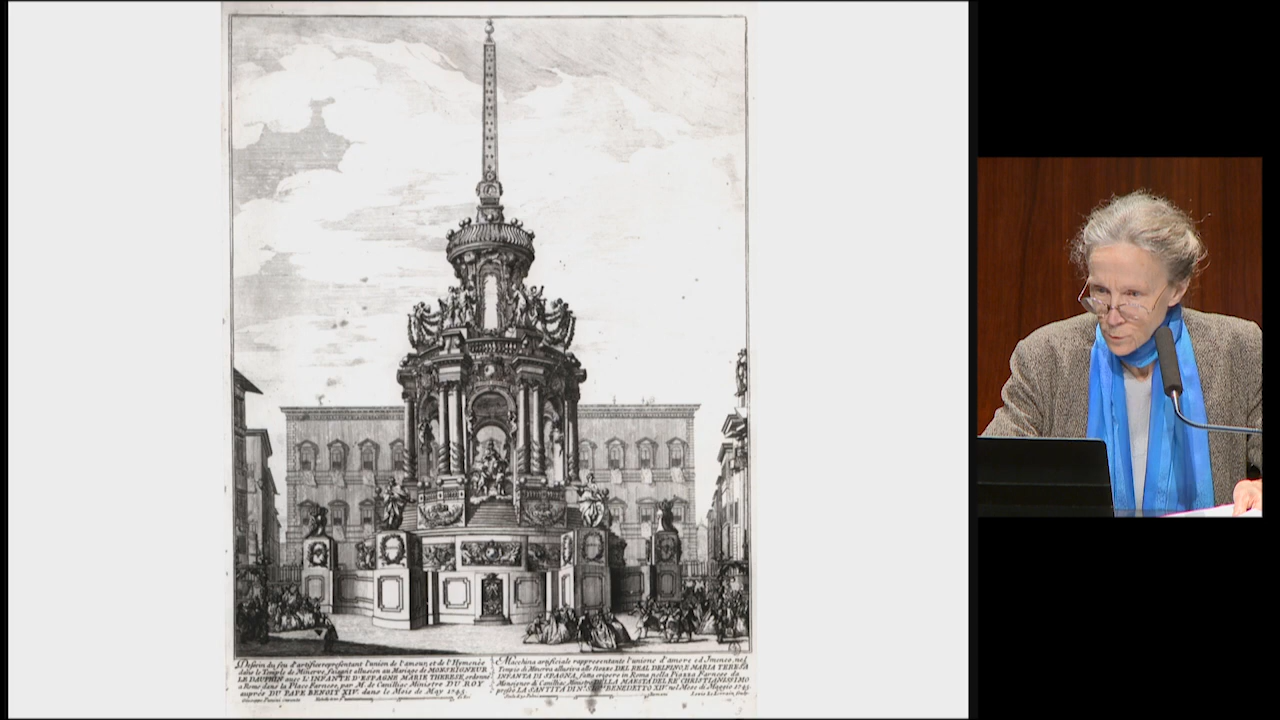 Dessein du feu d'artifice representant l'union de l'amour, et de l'Hymenée
dans le Temple de Minerve, faisant allusion au Mariage de MONSEIGNEUR
LE DAUPHIN avec L'INFANTE D'ESPAGNE MARIE THERESE, ordonné
a Rome dans la Place Farnese, par M. de Canillac Ministre DU ROY
auprés DU PAPE BENOIT XIV. dans le Mois de May 1745.
Macchina artificiale rappresentante l'unione d'amore ed Imeneo, nel
Tempio di Minerva allusiva alle Nozze DEL REAL DELFINO, E MARIA TERESA
INFANTA DI SPAGNA, fatta erigere in Roma nella Piazza Farnese da
Monsignor di Canillac Ministro DELLA MAESTA DEL RE CHRISTIANISSIMO
presso LA SANTITA DI BENEDETTO XIV. nel Mese di Maggio 1745.
Louis Le Lorrain Sculp.